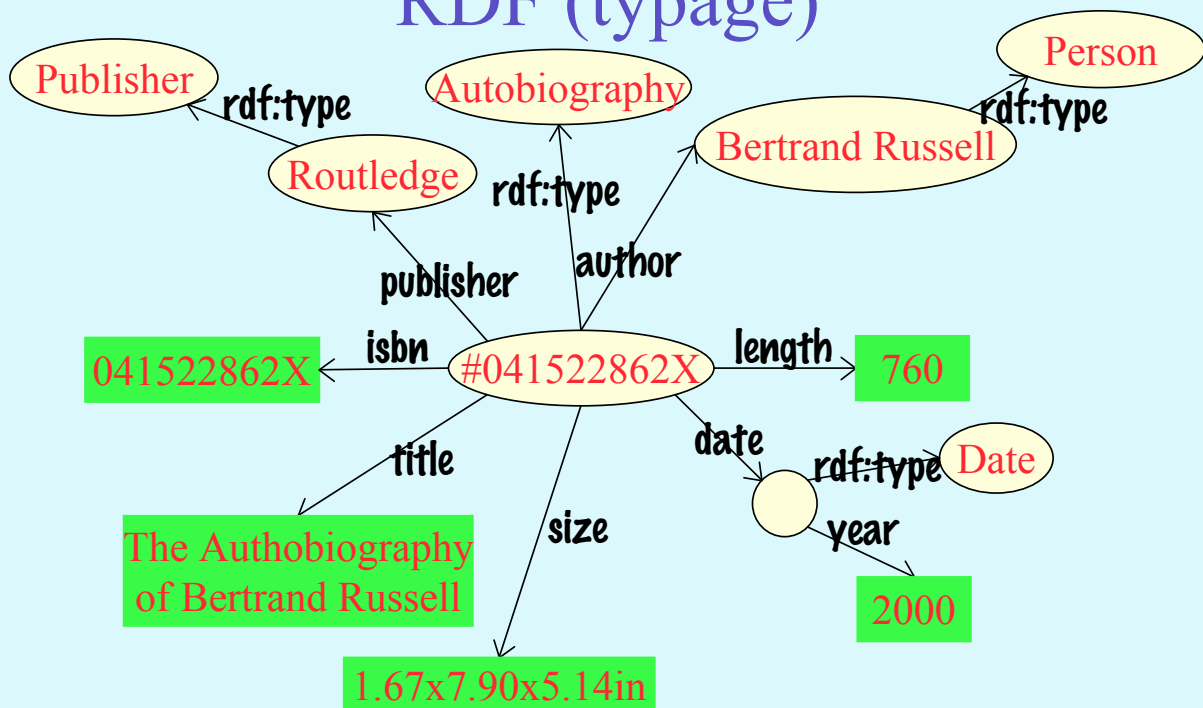 RDF (typage)
Publisher
rdf:type
Autobiography
Person
rdf:type
Bertrand Russell
Routledge
rdf:type
author
publisher
041522862X
isbn
#041522862X
length
760
title
date
rdf:type
Date
The Authobiography
of Bertrand Russell
size
year
2000
1.67x7.90x5.14in